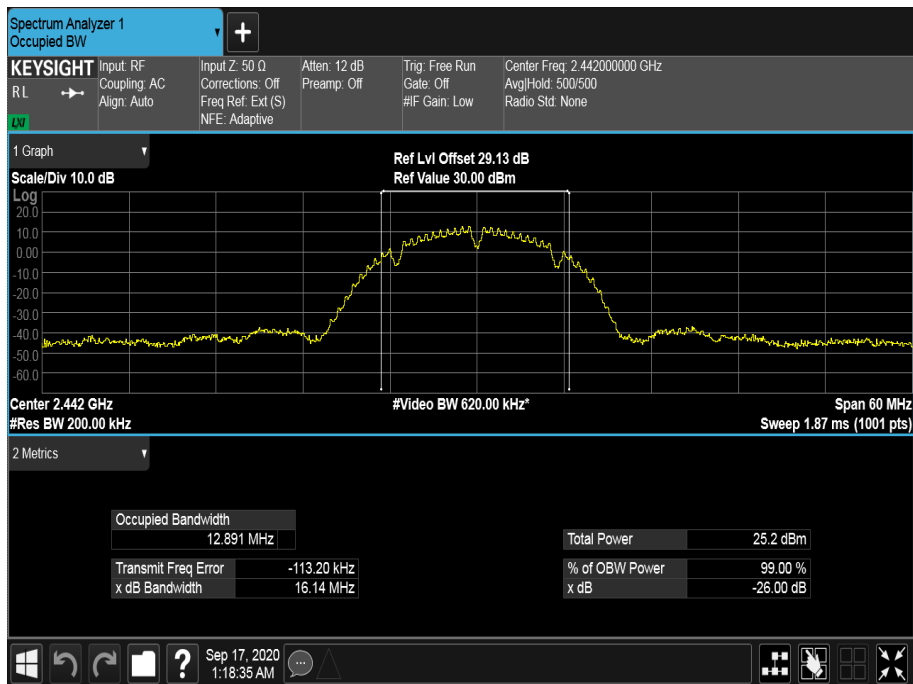 Spectrum Analyzer 1
Occupied BW
+
KEYSIGHT
R L
LXI
Input: RF
Coupling: AC
Align: Auto
Input Z: 50 Ω
Corrections: Off
Freq Ref: Ext (S)
NFE: Adaptive
Atten: 12 dB
Preamp: Off
Trig: Free Run
Gate: Off
#IF Gain: Low
Center Freq: 2.442000000 GHz
Avg|Hold: 500/500
Radio Std: None
1 Graph
Scale/Div 10.0 dB
Ref Lvl Offset 29.13 dB
Ref Value 30.00 dBm
Log
20.0
10.0
0.00
-10.0
-20.0
-30.0
-40.0
-50.0
-60.0
Center 2.442 GHz
#Video BW 620.00 kHz*
Span 60 MHz
#Res BW 200.00 kHz
Sweep 1.87 ms (1001 pts)
2 Metrics
Occupied Bandwidth
12.891 MHz
Total Power 25.2 dBm
Transmit Freq Error -113.20 kHz
% of OBW Power 99.00 %
x dB Bandwidth 16.14 MHz
x dB -26.00 dB
?
Sep 17, 2020
1:18:35 AM